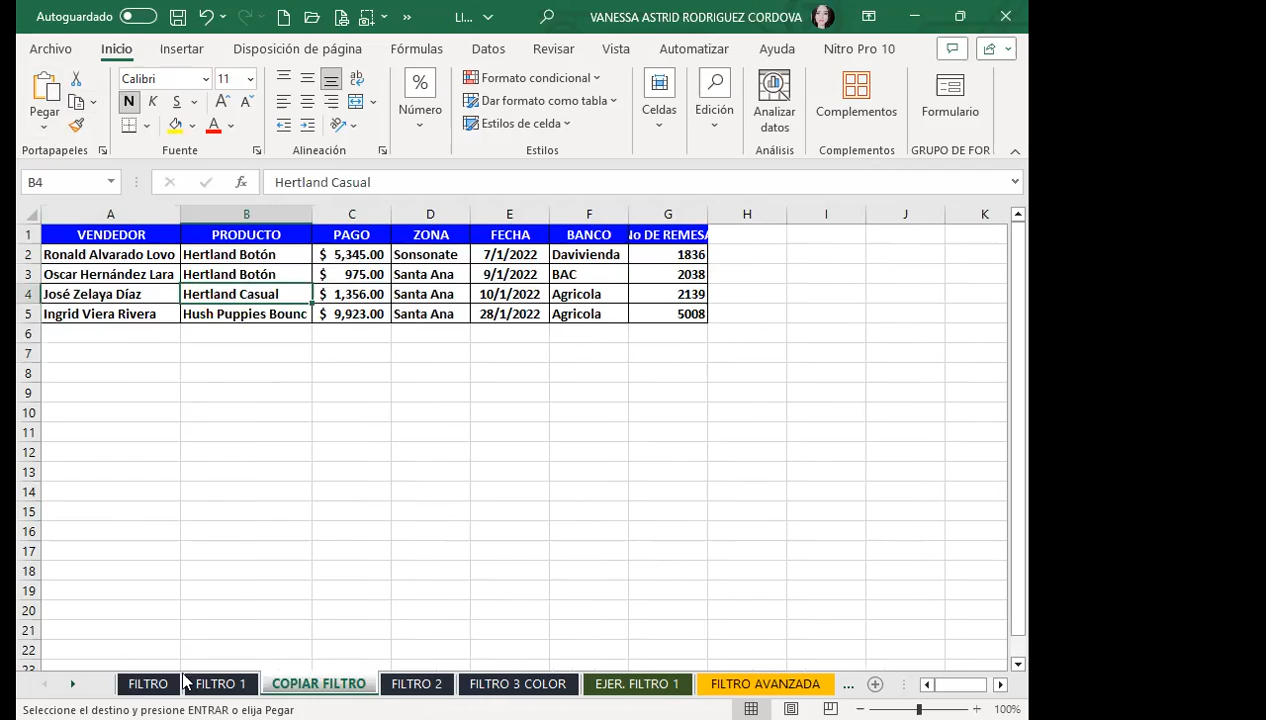 Autoguardado LI... VANESSA ASTRID RODRIGUEZ CORDOVA
Archivo Inicio Insertar Disposición de página Fórmulas Datos Revisar Vista Automatizar Ayuda Nitro Pro 10
Pegar Calibri 11 Número Formato condicional Dar formato como tabla Estilos de celda Celdas Edición Analizar datos Complementos Formulario
N K S A A A
Portapapeles Fuente Alineación Estilos Análisis Complementos GRUPO DE FOR
B4 fx Hertland Casual
A B C D E F G H I J K
1 VENDEDOR PRODUCTO PAGO ZONA FECHA BANCO No DE REMESA
2 Ronald Alvarado Lovo Hertland Botón $ 5,345.00 Sonsonate 7/1/2022 Davivienda 1836
3 Oscar Hernández Lara Hertland Botón $ 975.00 Santa Ana 9/1/2022 BAC 2038
4 José Zelaya Díaz Hertland Casual $ 1,356.00 Santa Ana 10/1/2022 Agricola 2139
5 Ingrid Viera Rivera Hush Puppies Bounc $ 9,923.00 Santa Ana 28/1/2022 Agricola 5008
6
7
8
9
10
11
12
13
14
15
16
17
18
19
20
21
22
23
FILTRO FILTRO 1 COPIAR FILTRO FILTRO 2 FILTRO 3 COLOR EJER. FILTRO 1 FILTRO AVANZADA ...
Seleccione el destino y presione ENTRAR o elija Pegar 100%